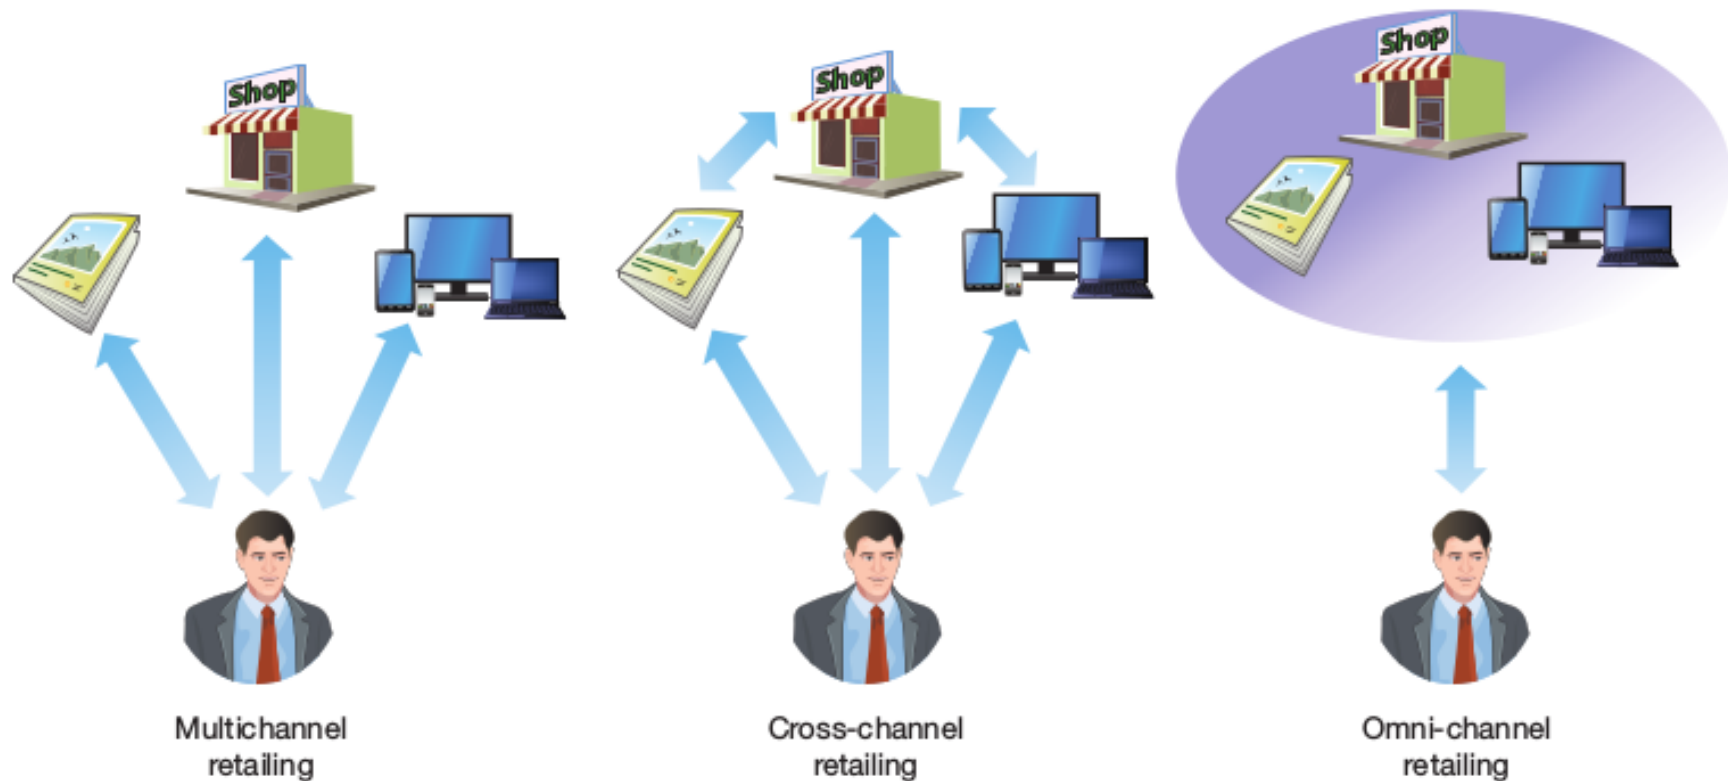 Shop
Shop
Shop
Multichannel
retailing
Cross-channel
retailing
Omni-channel
retailing